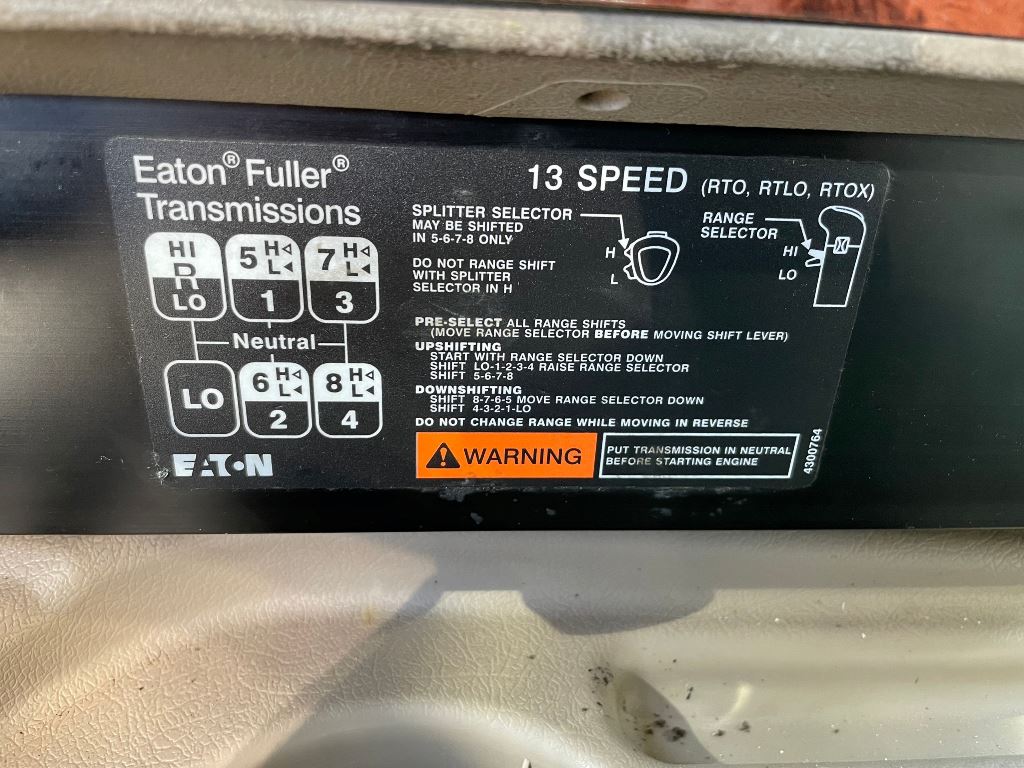 Eaton® Fuller®
Transmissions
13 SPEED (RTO, RTLO, RTOX)
HI
R
LO
5 H
L
1
7 H
L
3
Neutral
LO
6 H
L
2
8 H
L
4
EATON
SPLITTER SELECTOR
MAY BE SHIFTED
IN 5-6-7-8 ONLY
DO NOT RANGE SHIFT
WITH SPLITTER
SELECTOR IN H
H
L
RANGE
SELECTOR
HI
LO
PRE-SELECT ALL RANGE SHIFTS
(MOVE RANGE SELECTOR BEFORE MOVING SHIFT LEVER)
UPSHIFTING
START WITH RANGE SELECTOR DOWN
SHIFT LO-1-2-3-4 RAISE RANGE SELECTOR
SHIFT 5-6-7-8
DOWNSHIFTING
SHIFT 8-7-6-5 MOVE RANGE SELECTOR DOWN
SHIFT 4-3-2-1-LO
DO NOT CHANGE RANGE WHILE MOVING IN REVERSE
WARNING
PUT TRANSMISSION IN NEUTRAL
BEFORE STARTING ENGINE
4300764